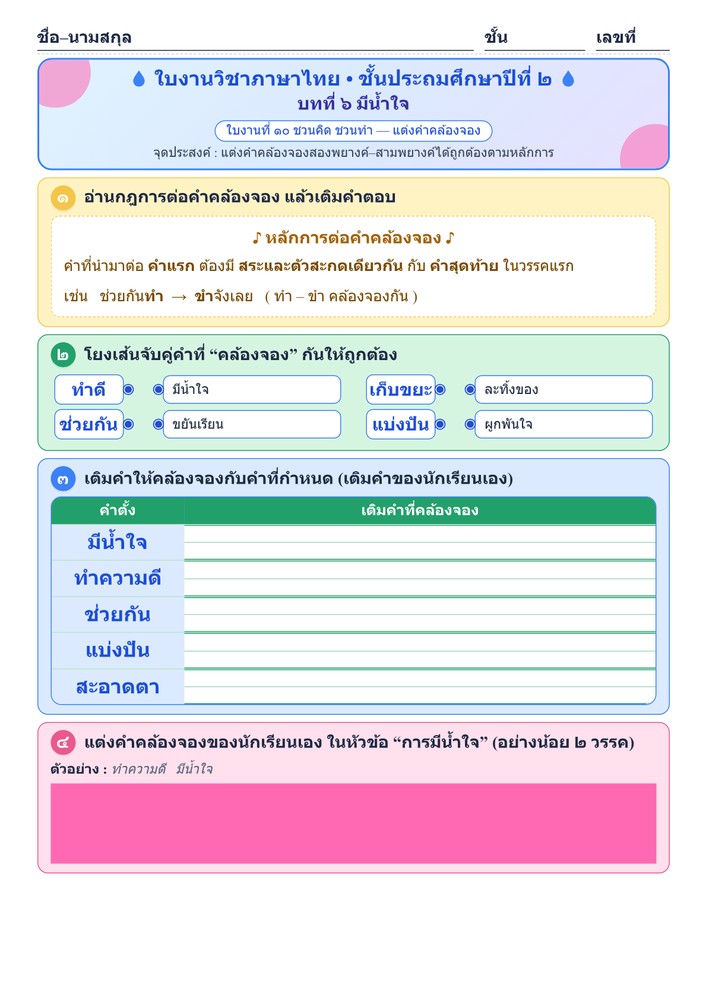 ชื่อ–นามสกุล ชั้น เลขที่
ใบงานวิชาภาษาไทย • ชั้นประถมศึกษาปีที่ ๒
บทที่ ๖ มีน้ำใจ
ใบงานที่ ๑๐ ชวนคิด ชวนทำ — แต่งคำคล้องจอง
จุดประสงค์ : แต่งคำคล้องจองสองพยางค์–สามพยางค์ได้ถูกต้องตามหลักการ
๑ อ่านกฎการต่อคำคล้องจอง แล้วเติมคำตอบ
♪ หลักการต่อคำคล้องจอง ♪
คำที่นำมาต่อ คำแรก ต้องมี สระและตัวสะกดเดียวกัน กับ คำสุดท้าย ในวรรคแรก
เช่น ช่วยกันทำ → ขำจังเลย ( ทำ – ขำ คล้องจองกัน )
๒ โยงเส้นจับคู่คำที่ “คล้องจอง” กันให้ถูกต้อง
ทำดี มีน้ำใจ เก็บขยะ ละทิ้งของ
ช่วยกัน ขยันเรียน แบ่งปัน ผูกพันใจ
๓ เติมคำให้คล้องจองกับคำที่กำหนด (เติมคำของนักเรียนเอง)
คำตั้ง เติมคำที่คล้องจอง
มีน้ำใจ
ทำความดี
ช่วยกัน
แบ่งปัน
สะอาดตา
๔ แต่งคำคล้องจองของนักเรียนเอง ในหัวข้อ “การมีน้ำใจ” (อย่างน้อย ๒ วรรค)
ตัวอย่าง : ทำความดี มีน้ำใจ